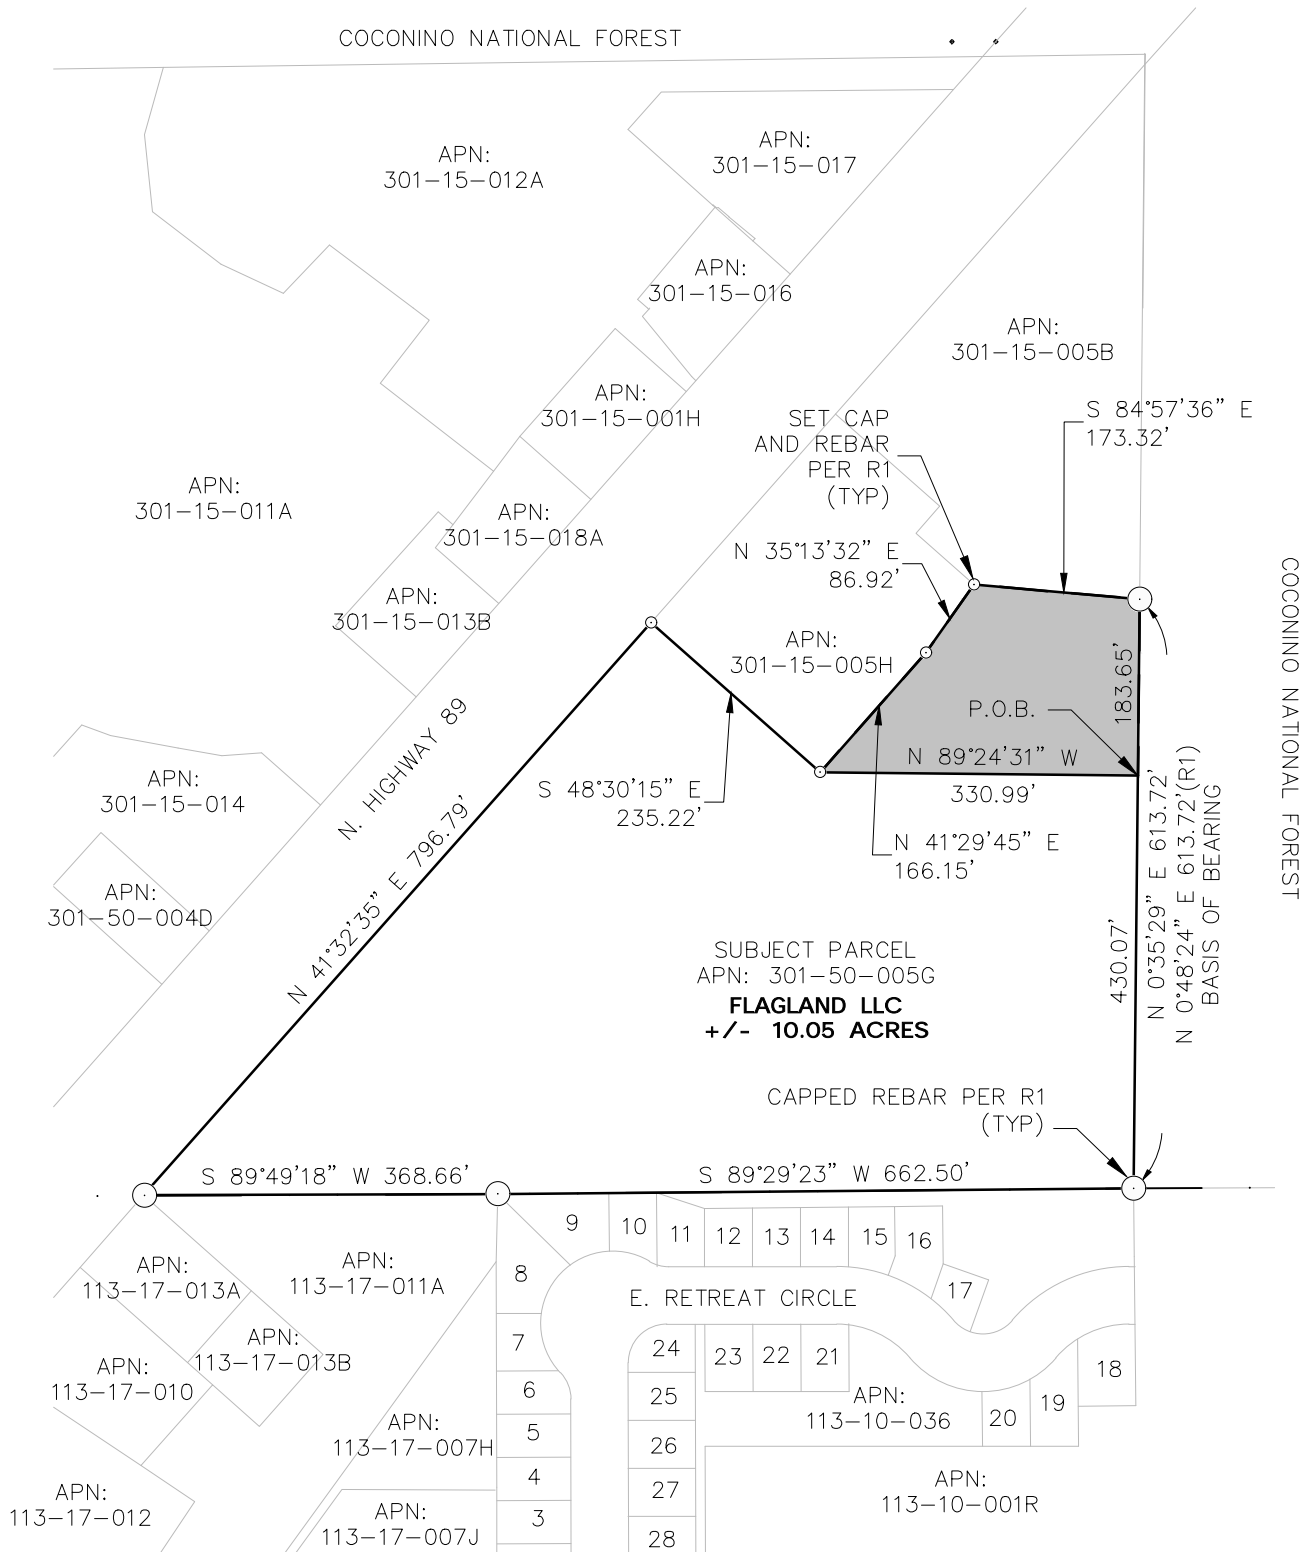 COCONINO NATIONAL FOREST
APN:
301-15-012A
APN:
301-15-017
APN:
301-15-016
APN:
301-15-005B
APN:
301-15-001H
S 84°57'36" E
173.32'
SET CAP
AND REBAR
PER R1
(TYP)
APN:
301-15-011A
APN:
301-15-018A
N 35°13'32" E
86.92'
APN:
301-15-013B
APN:
301-15-005H
COCONINO NATIONAL FOREST
183.65'
P.O.B.
N. HIGHWAY 89
N 89°24'31" W
330.99'
S 48°30'15" E
235.22'
APN:
301-15-014
N 41°29'45" E
166.15'
N 41°32'35" E 796.79'
APN:
301-50-004D
430.07'
N 0°35'29" E 613.72'
N 0°48'24" E 613.72'(R1)
BASIS OF BEARING
SUBJECT PARCEL
APN: 301-50-005G
FLAGLAND LLC
+/- 10.05 ACRES
CAPPED REBAR PER R1
(TYP)
S 89°49'18" W 368.66'
S 89°29'23" W 662.50'
9
10
11
12
13
14
15
16
17
8
APN:
113-17-013A
APN:
113-17-011A
E. RETREAT CIRCLE
7
APN:
113-17-013B
24
23
22
21
18
APN:
113-17-010
6
25
APN:
113-10-036
19
20
APN:
113-17-007H
5
26
4
27
APN:
113-10-001R
APN:
113-17-012
APN:
113-17-007J
3
28